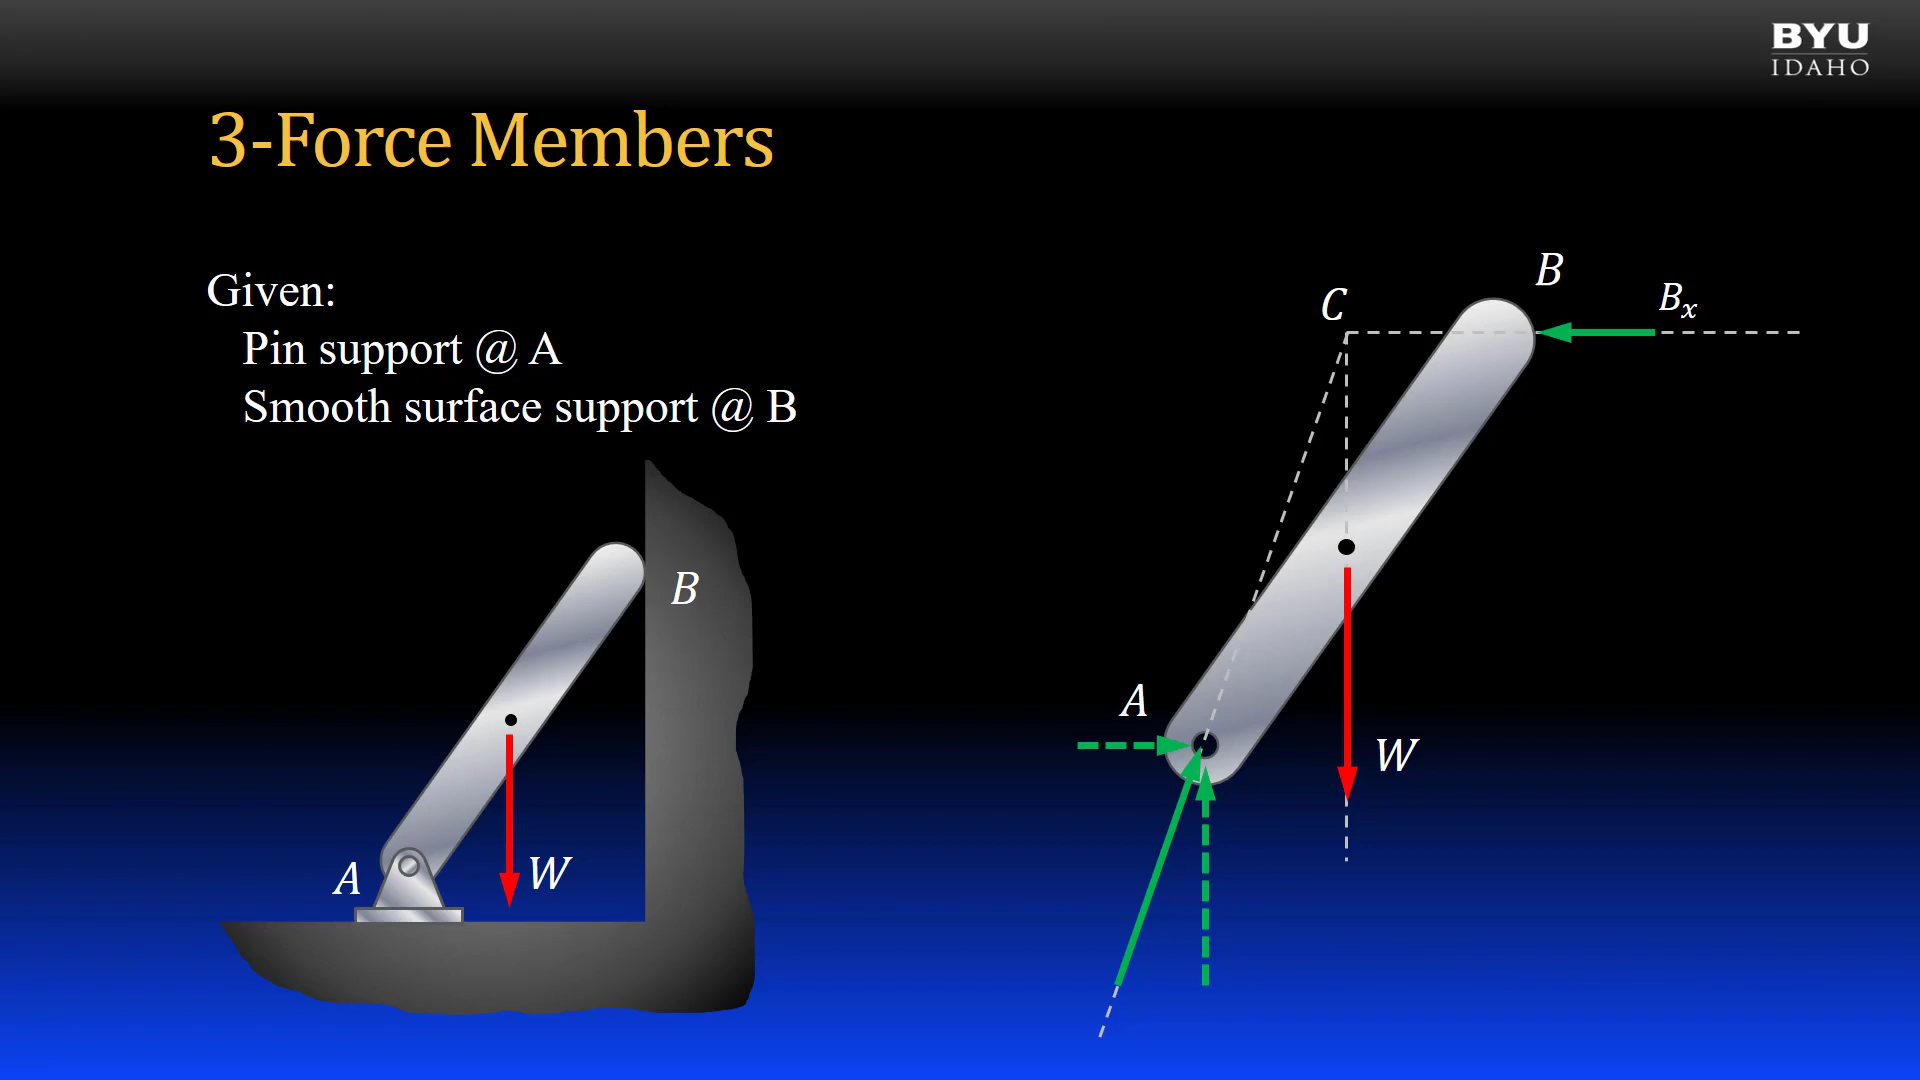 BYU
IDAHO
3-Force Members
Given:
Pin support @ A
Smooth surface support @ B
B
A
W
C
B
Bₓ
A
W